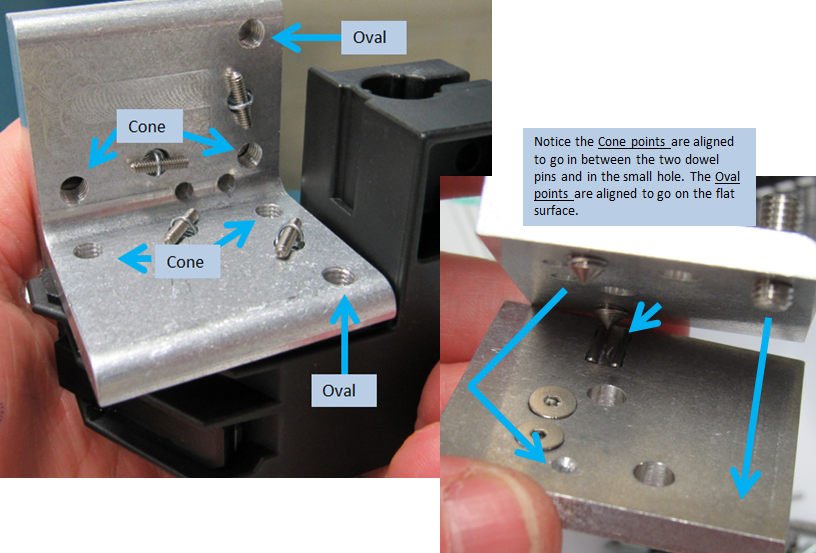 Oval
Cone
Cone
Oval
Notice the Cone points are aligned
to go in between the two dowel
pins and in the small hole. The Oval
points are aligned to go on the flat
surface.